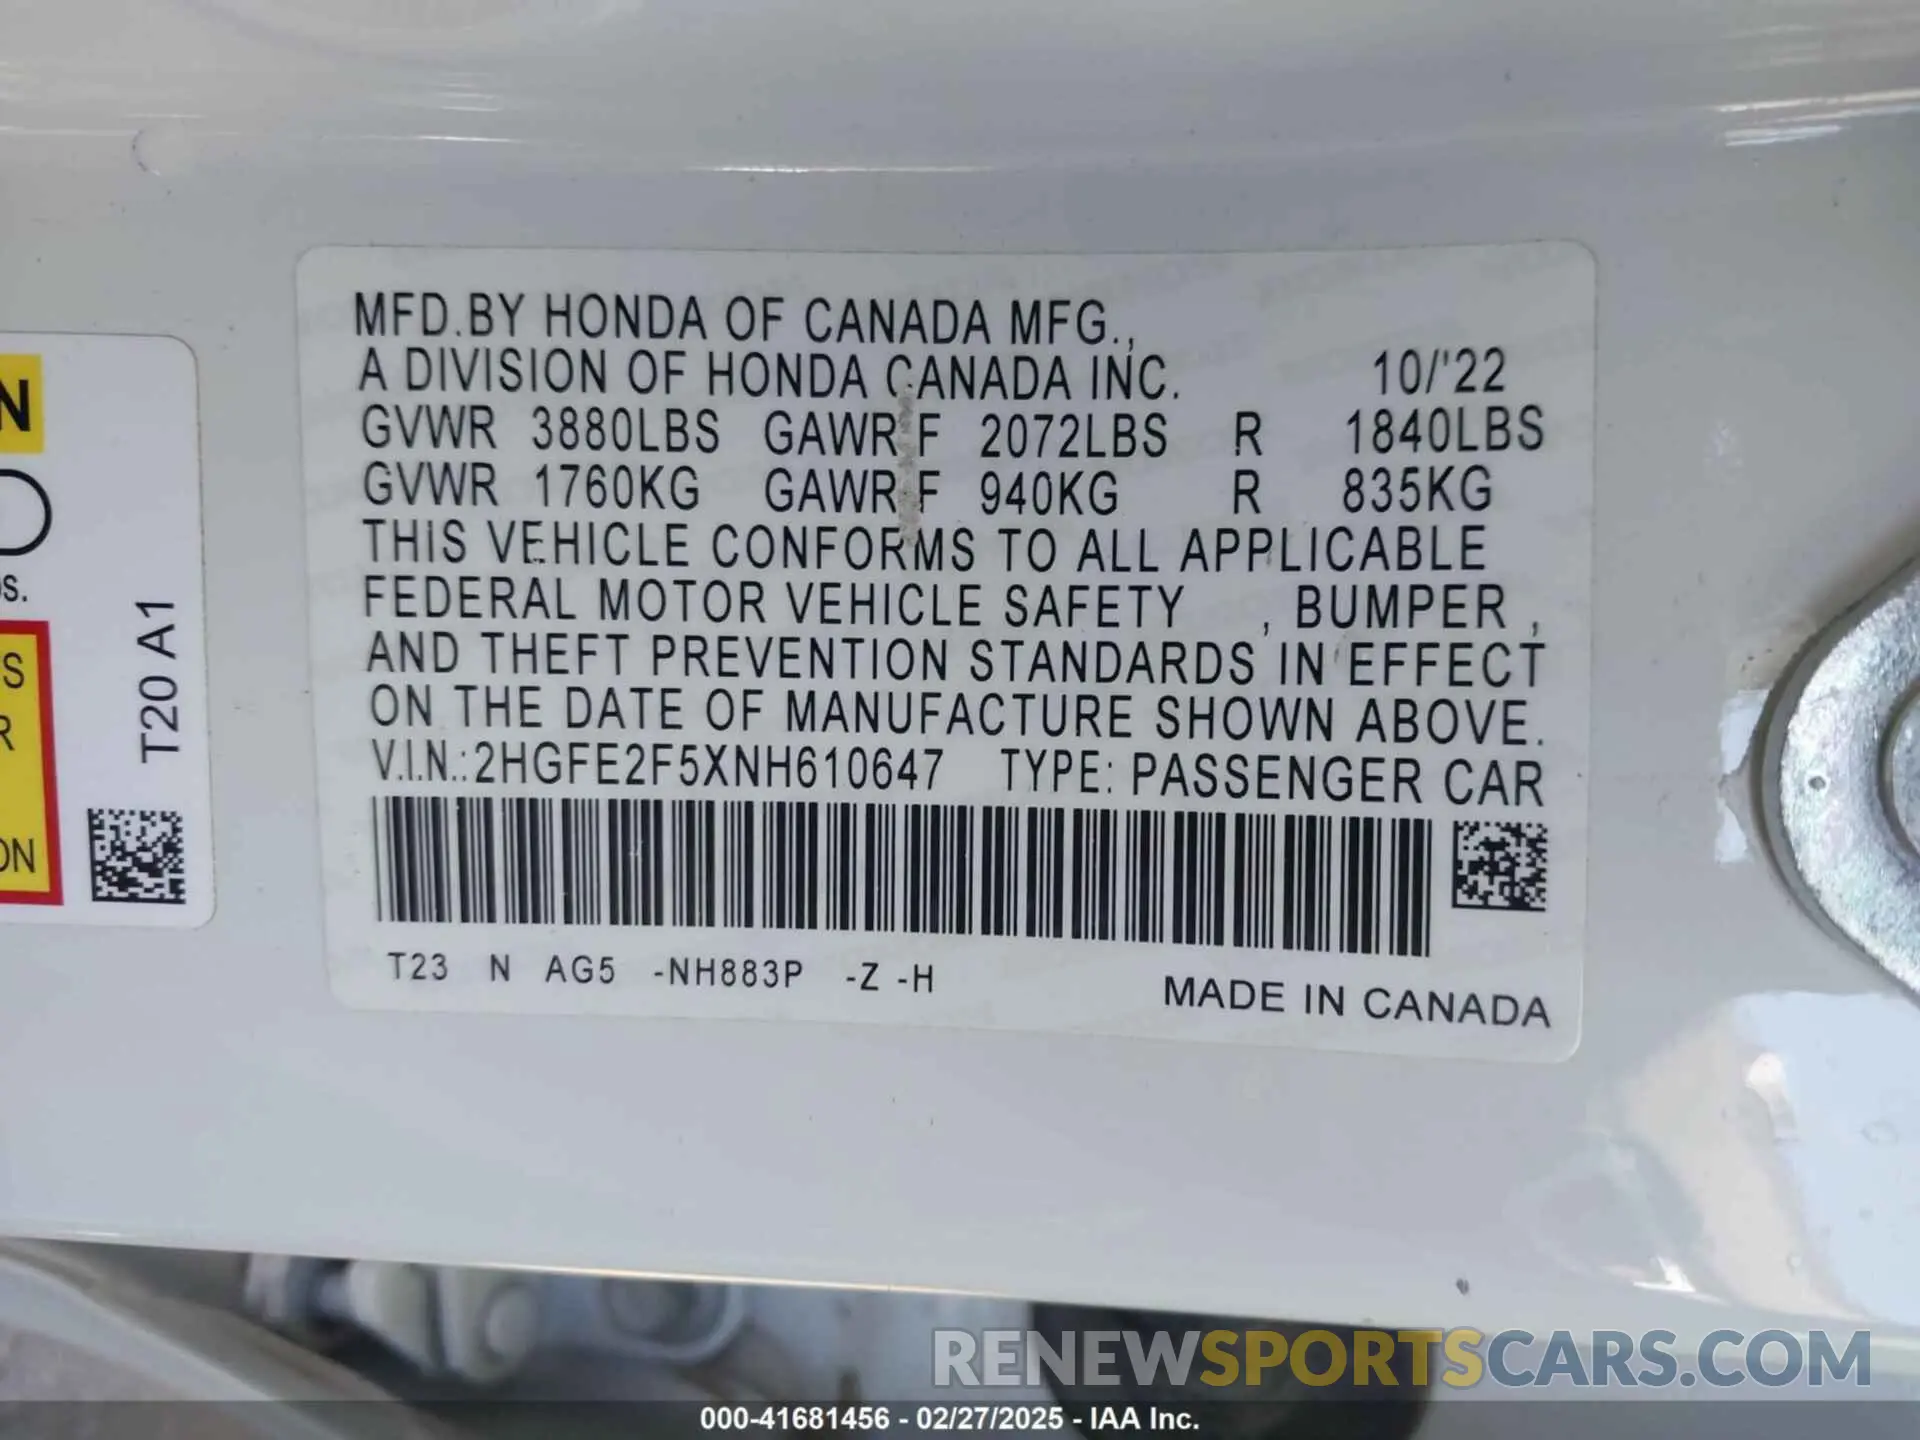 N
os.
S
R
ON
T20 A1
MFD.BY HONDA OF CANADA MFG.,
A DIVISION OF HONDA CANADA INC. 10/'22
GVWR 3880LBS GAWR F 2072LBS R 1840LBS
GVWR 1760KG GAWR F 940KG R 835KG
THIS VEHICLE CONFORMS TO ALL APPLICABLE
FEDERAL MOTOR VEHICLE SAFETY , BUMPER ,
AND THEFT PREVENTION STANDARDS IN EFFECT
ON THE DATE OF MANUFACTURE SHOWN ABOVE.
V.I.N.: 2HGFE2F5XNH610647 TYPE: PASSENGER CAR
T23 N AG5 -NH883P -Z -H
MADE IN CANADA
RENEWSPORTSCARS.COM
000-41681456 - 02/27/2025 - IAA Inc.